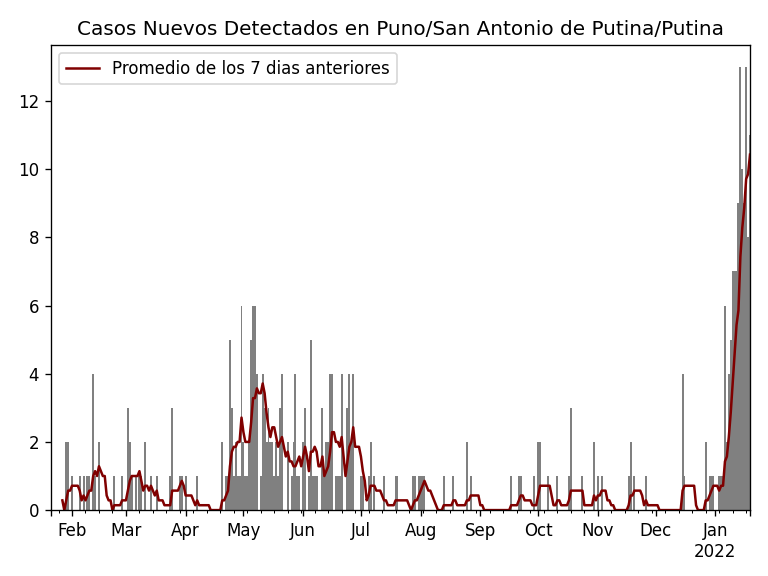 Casos Nuevos Detectados en Puno/San Antonio de Putina/Putina
Promedio de los 7 dias anteriores
12
10
8
6
4
2
0
Feb Mar Apr May Jun Jul Aug Sep Oct Nov Dec Jan
2022